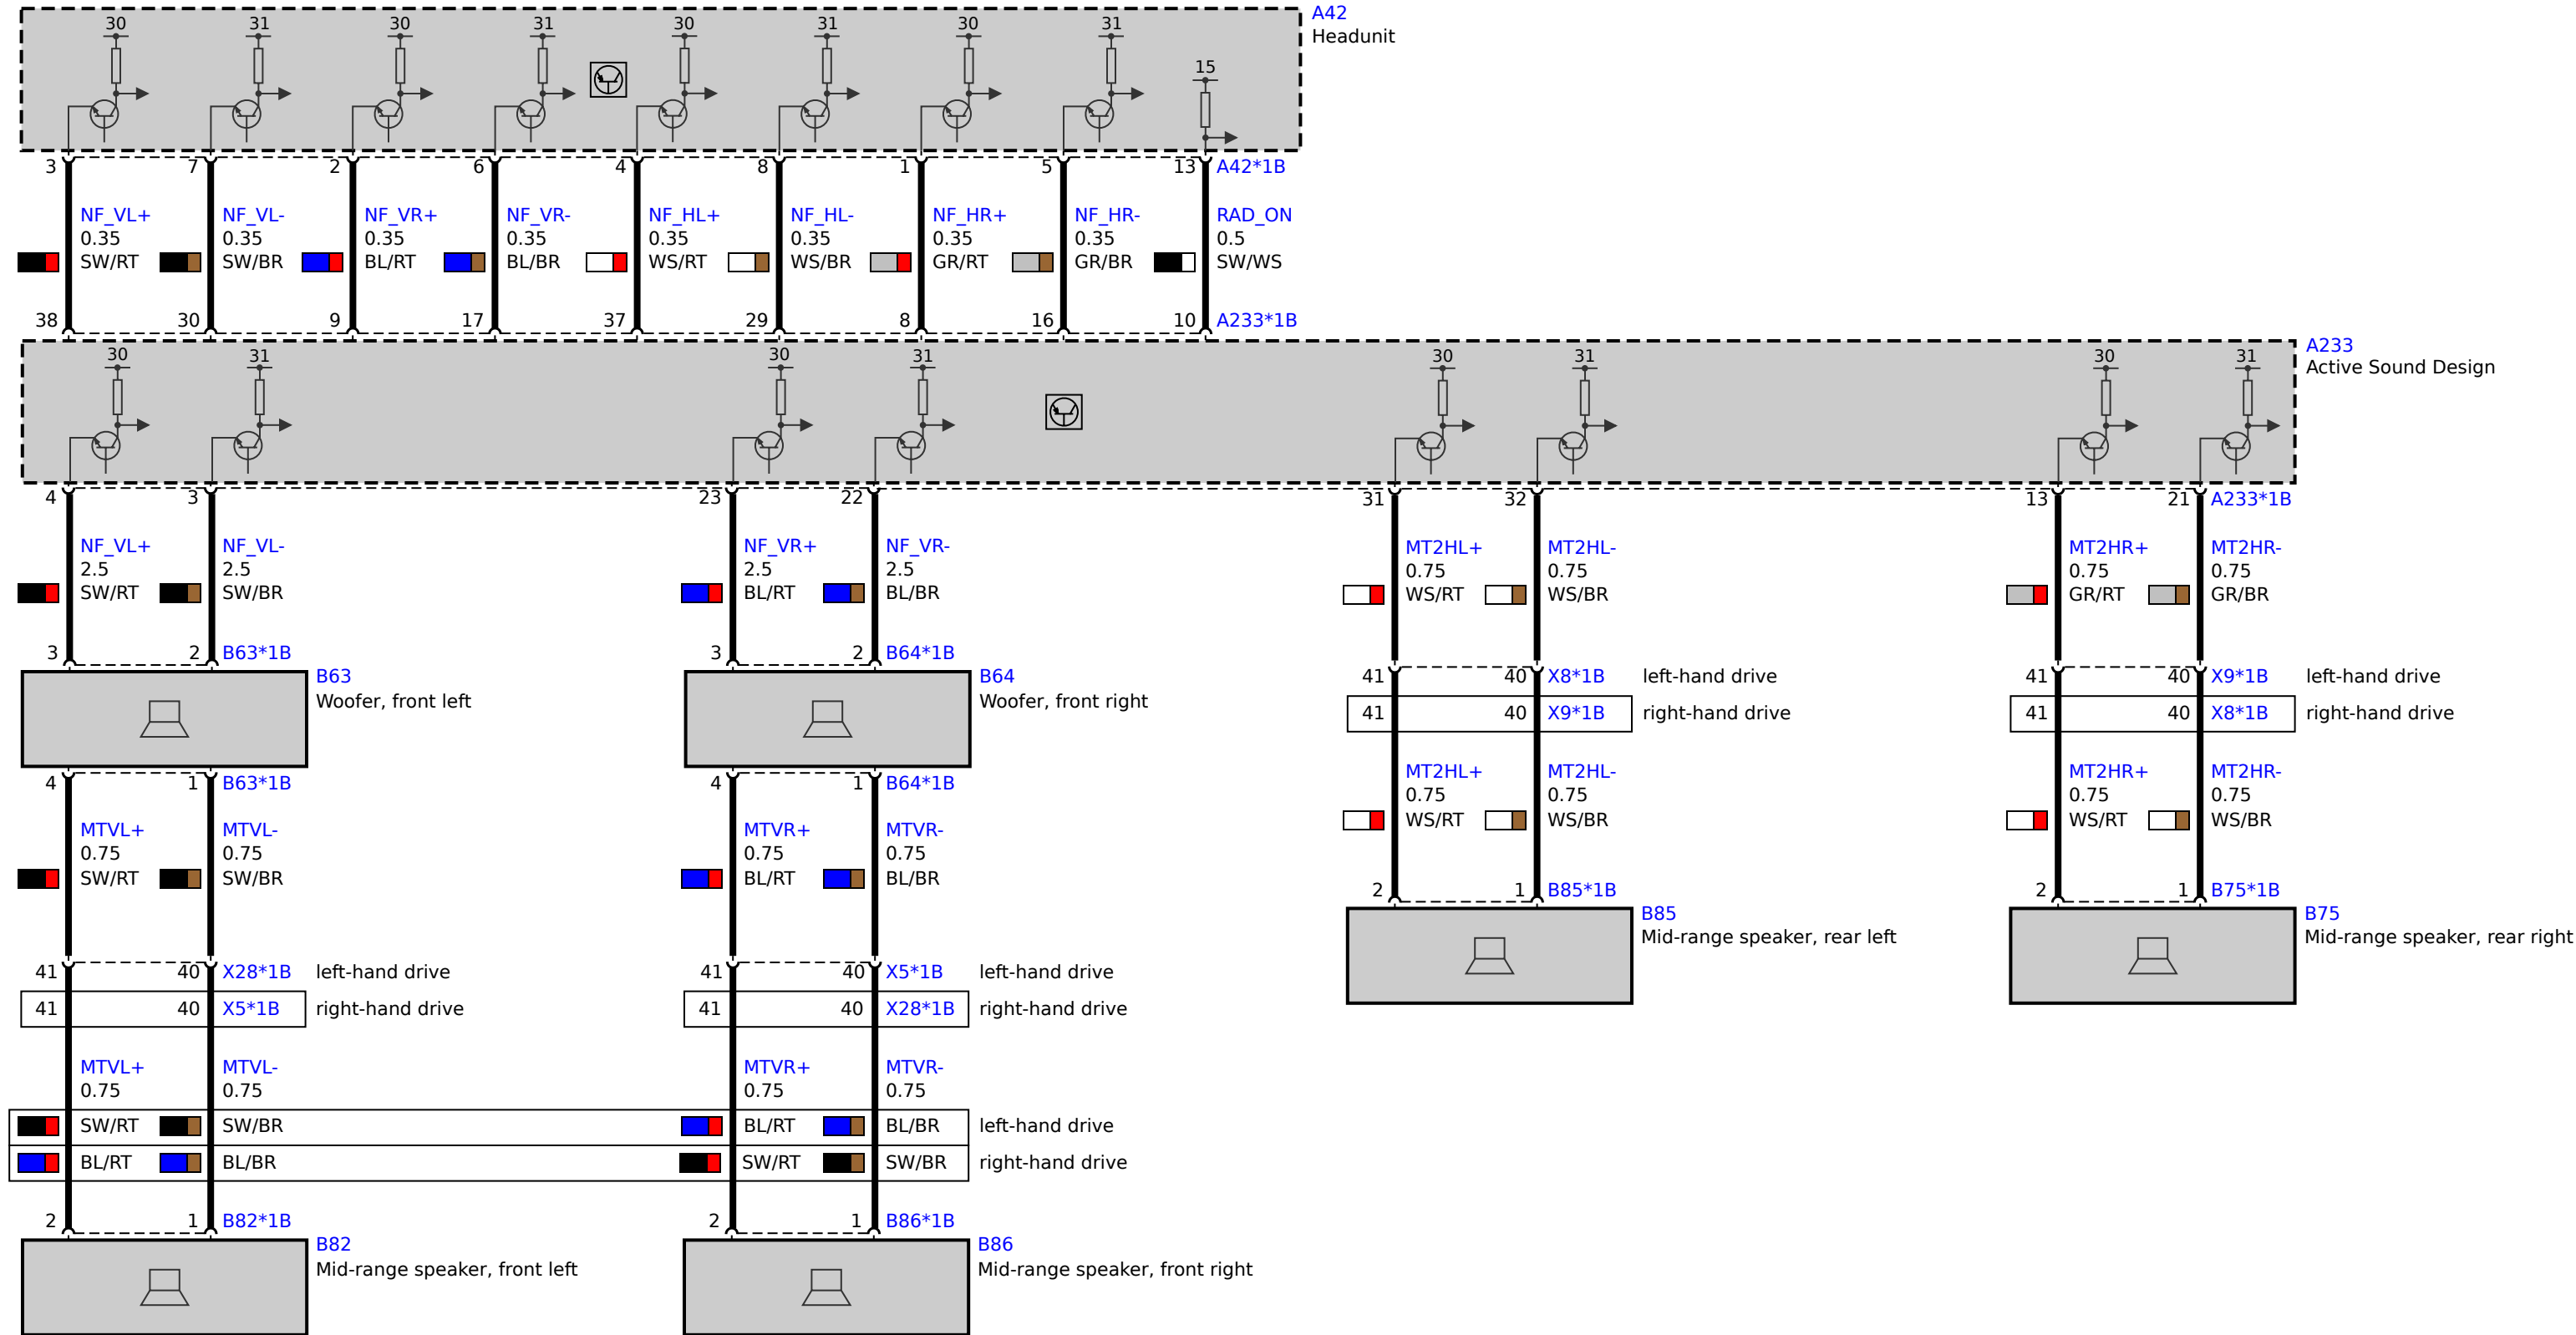 30 31 30 31 30 31 30 31 A42
Headunit
15
3 7 2 6 4 8 1 5 13 A42*1B
NF_VL+ NF_VL- NF_VR+ NF_VR- NF_HL+ NF_HL- NF_HR+ NF_HR- RAD_ON
0.35 0.35 0.35 0.35 0.35 0.35 0.35 0.35 0.5
SW/RT SW/BR BL/RT BL/BR WS/RT WS/BR GR/RT GR/BR SW/WS
38 30 9 17 37 29 8 16 10 A233*1B
30 31 30 31 30 31 30 31 A233
Active Sound Design
4 3 23 22 31 32 13 21 A233*1B
NF_VL+ NF_VL- NF_VR+ NF_VR- MT2HL+ MT2HL- MT2HR+ MT2HR-
2.5 2.5 2.5 2.5 0.75 0.75 0.75 0.75
SW/RT SW/BR BL/RT BL/BR WS/RT WS/BR GR/RT GR/BR
3 2 B63*1B 3 2 B64*1B
B63 B64 41 40 X8*1B left-hand drive 41 40 X9*1B left-hand drive
Woofer, front left Woofer, front right 41 40 X9*1B right-hand drive 41 40 X8*1B right-hand drive
4 1 B63*1B 4 1 B64*1B MT2HL+ MT2HL- MT2HR+ MT2HR-
0.75 0.75 0.75 0.75
MTVL+ MTVL- MTVR+ MTVR- WS/RT WS/BR WS/RT WS/BR
0.75 0.75 0.75 0.75
SW/RT SW/BR BL/RT BL/BR 2 1 B85*1B 2 1 B75*1B
B85 B75
Mid-range speaker, rear left Mid-range speaker, rear right
41 40 X28*1B left-hand drive 41 40 X5*1B left-hand drive
41 40 X5*1B right-hand drive 41 40 X28*1B right-hand drive
MTVL+ MTVL- MTVR+ MTVR-
0.75 0.75 0.75 0.75
SW/RT SW/BR BL/RT BL/BR left-hand drive
BL/RT BL/BR SW/RT SW/BR right-hand drive
2 1 B82*1B 2 1 B86*1B
B82 B86
Mid-range speaker, front left Mid-range speaker, front right